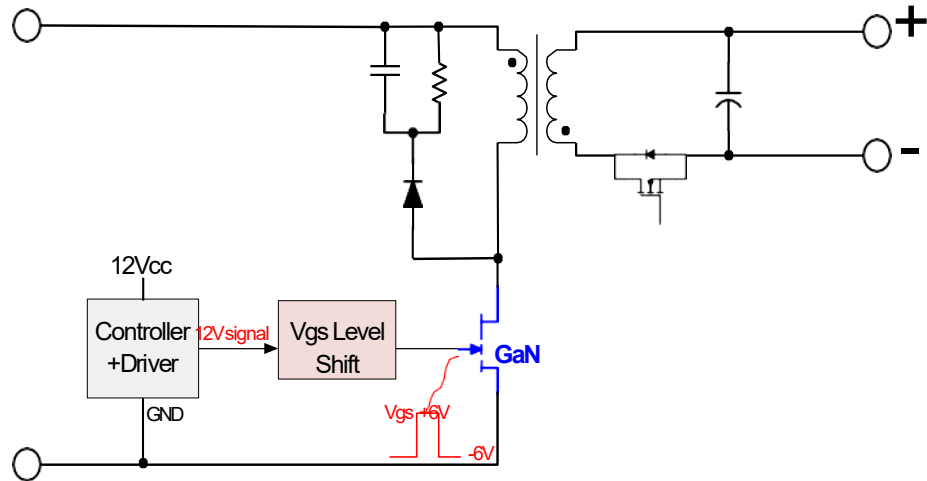 +
-
12Vcc
Controller
+Driver
12Vsignal
Vgs Level
Shift
GaN
GND
Vgs +6V
-6V